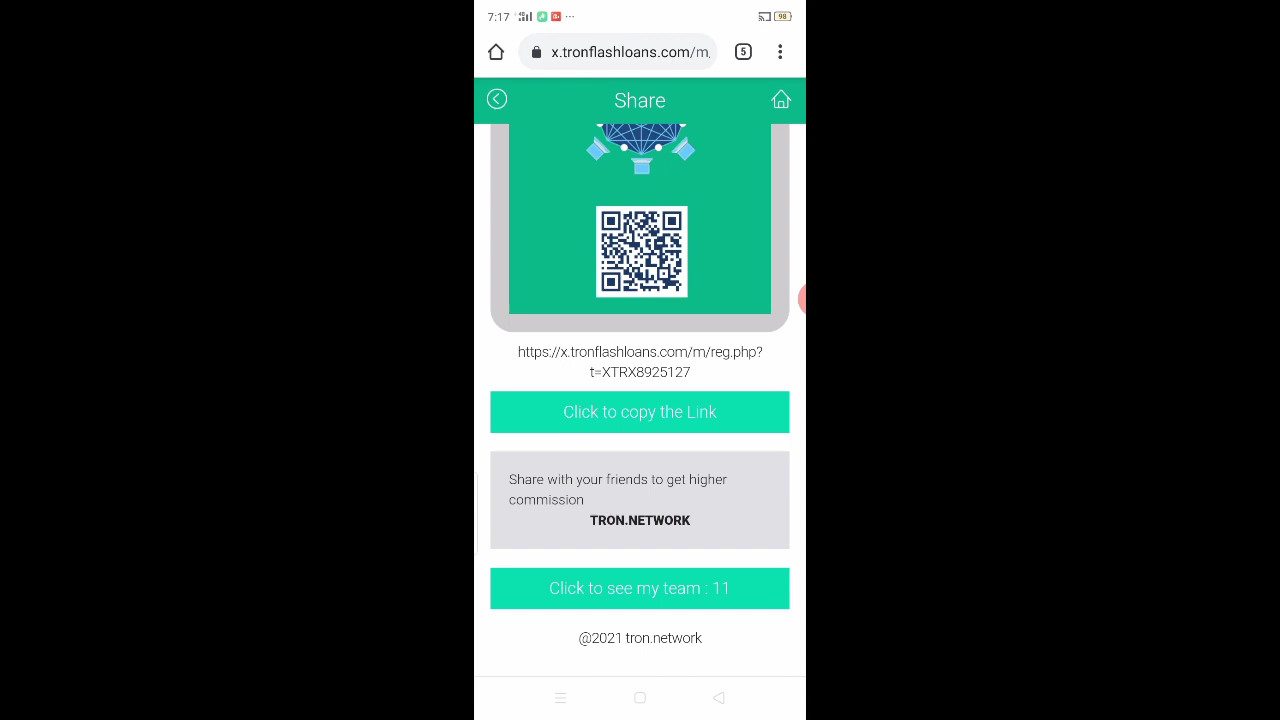 7:17
98
x.tronflashloans.com/m
5
Share
https://x.tronflashloans.com/m/reg.php?
t=XTRX8925127
Click to copy the Link
Share with your friends to get higher
commission
TRON.NETWORK
Click to see my team : 11
@2021 tron.network